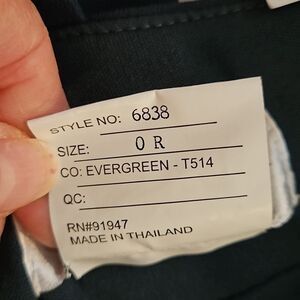 STYLE NO: 6838
SIZE: 0 R
CO: EVERGREEN - T514
QC:
RN#91947
MADE IN THAILAND